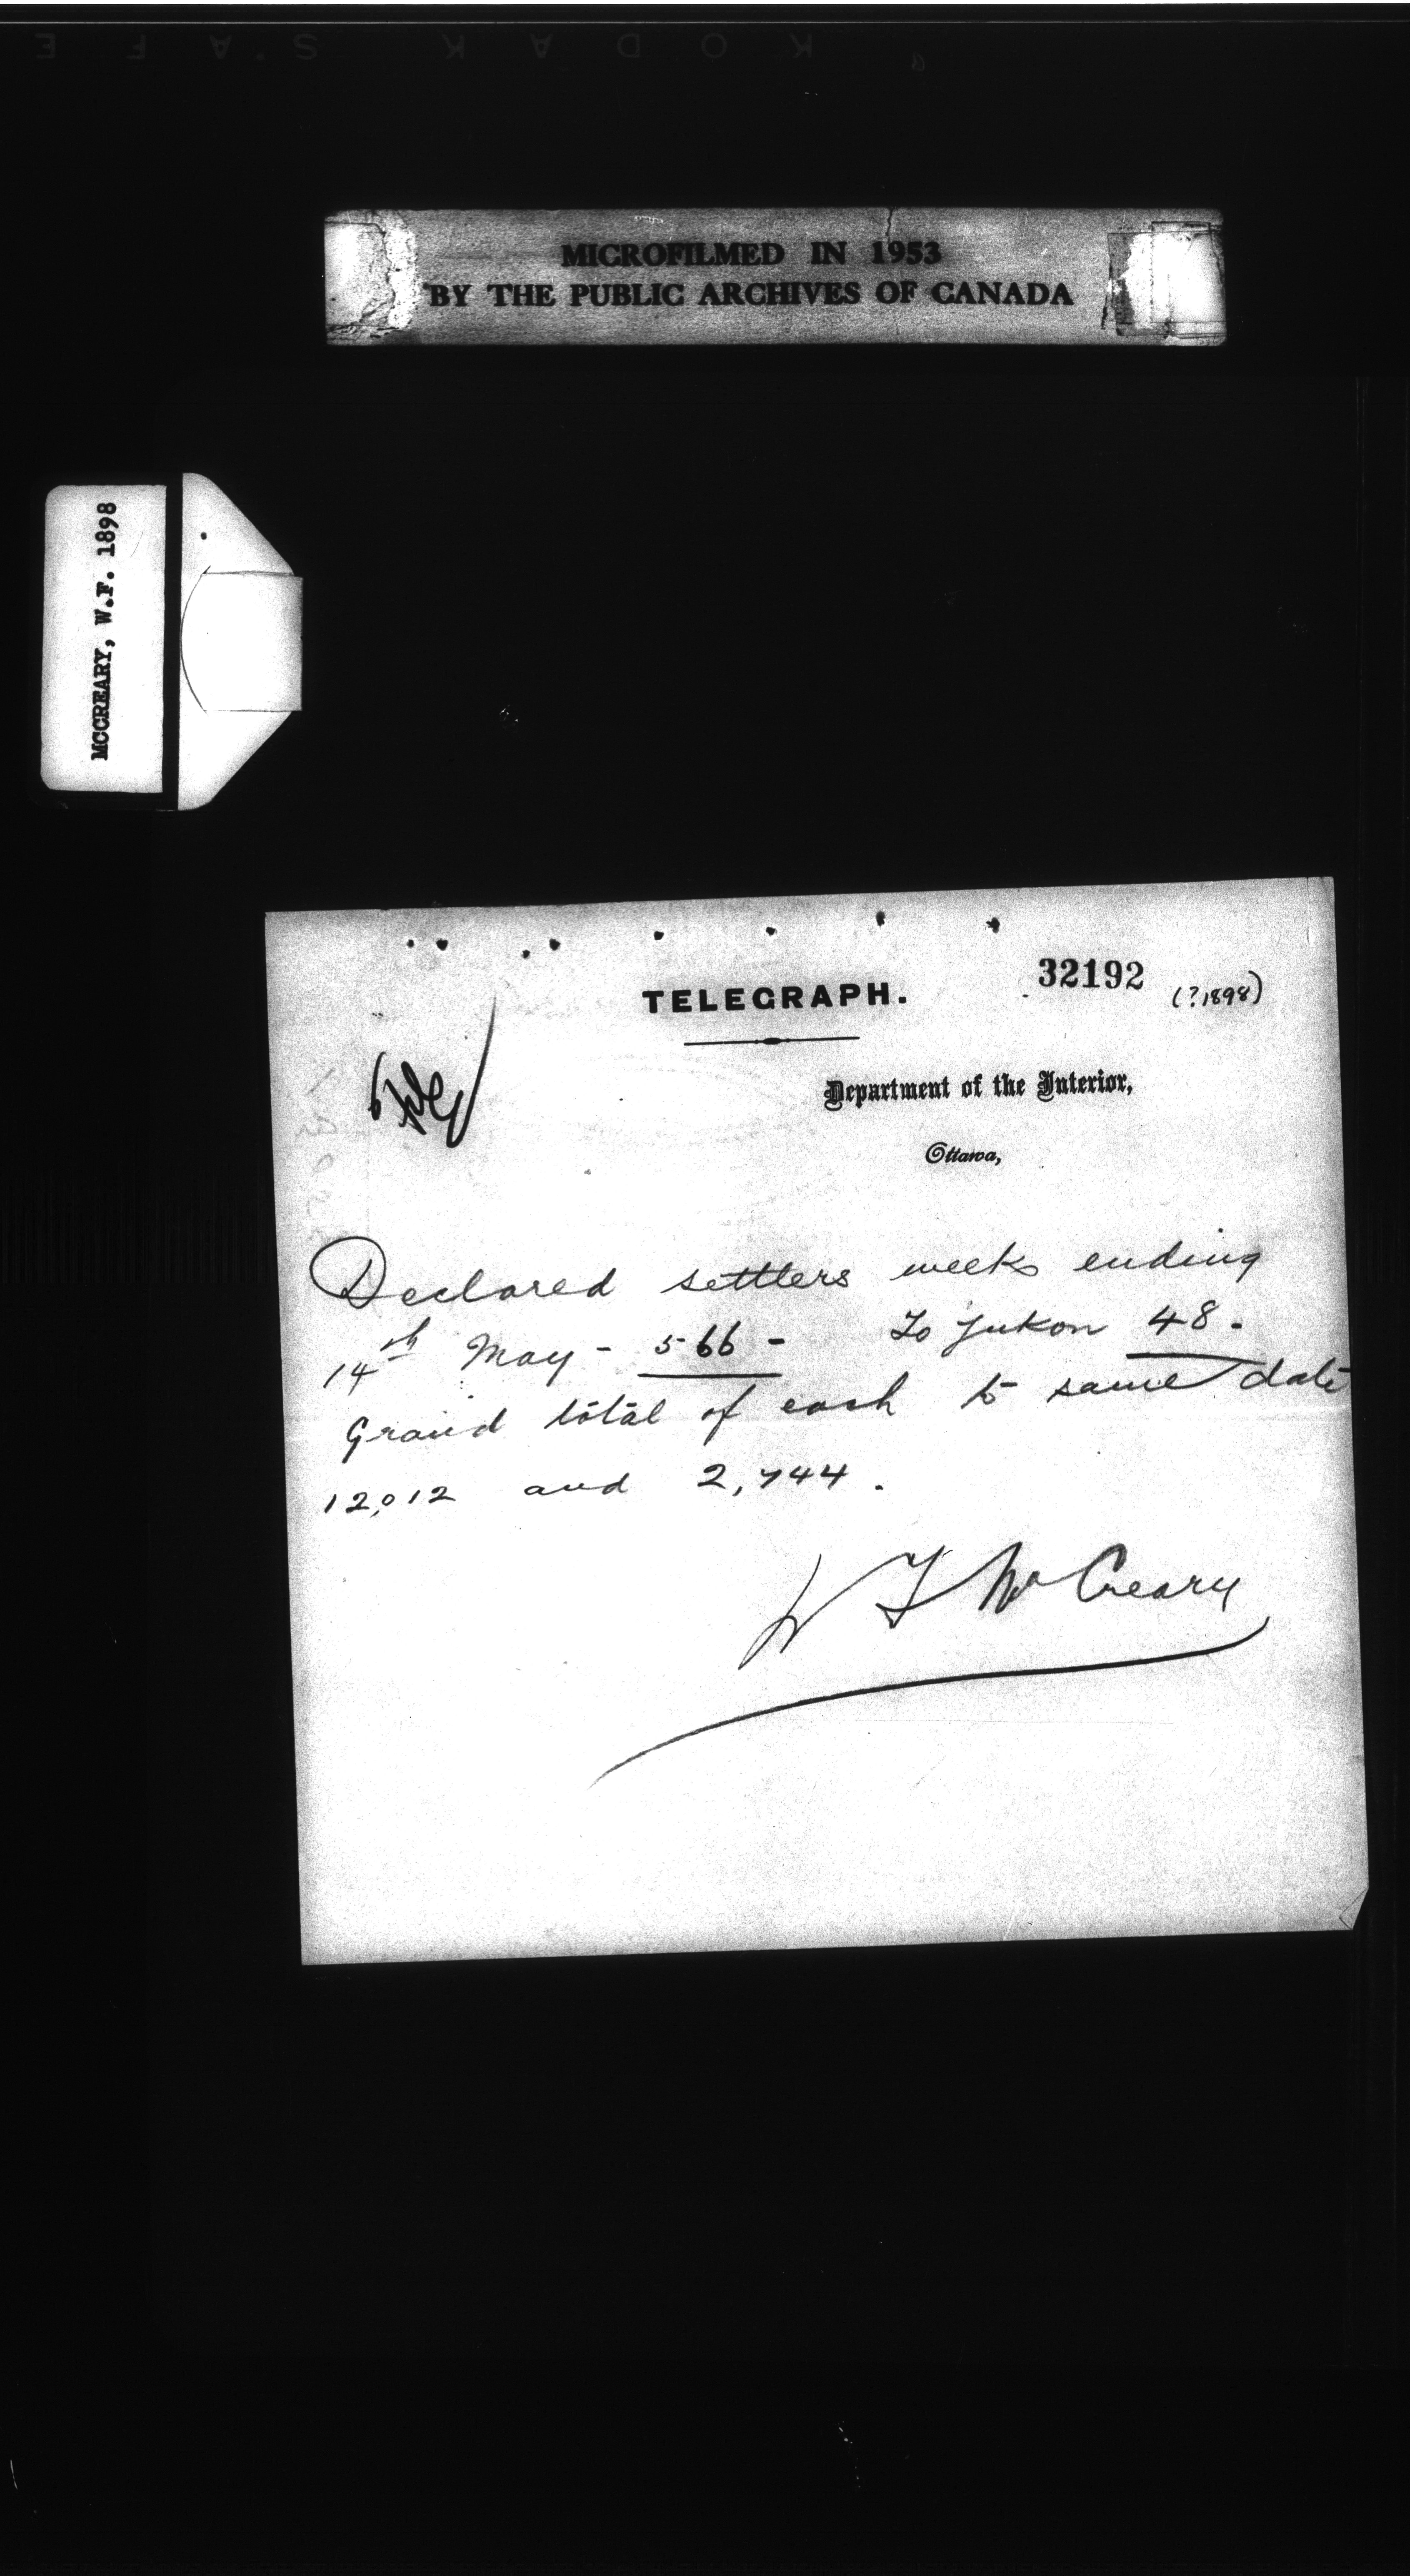 MICROFILMED IN 1953
BY THE PUBLIC ARCHIVES OF CANADA
MCCREARY, W.F. 1898
TELEGRAPH.
32192
(?1898)
Department of the Interior,
Ottawa,
Declared settlers week ending
14th May - 566 - To Yukon 48.
Grand total of each to same date
12,012 and 2,744.
W F McCreary